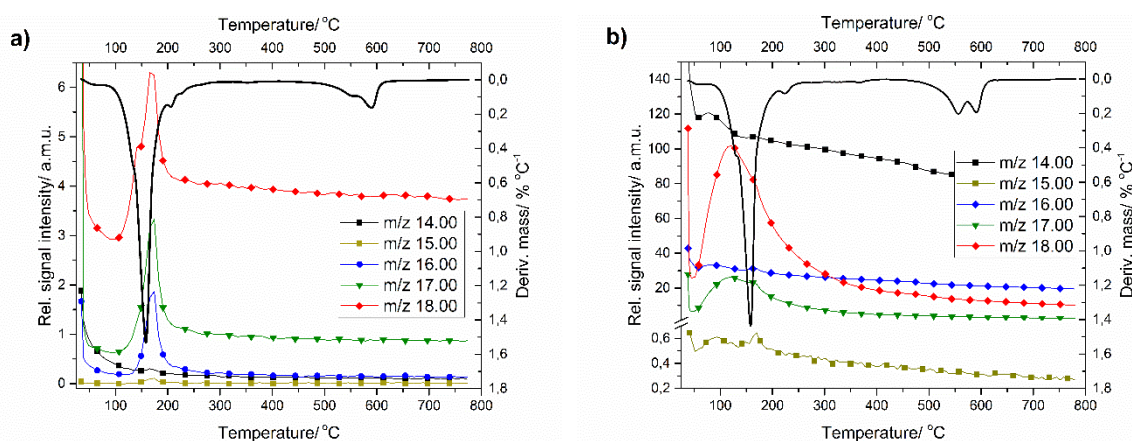 a)
Temperature/ °C
0 100 200 300 400 500 600 700 800
Rel. signal intensity/ a.m.u.
6
5
4
3
2
1
0
m/z 14.00
m/z 15.00
m/z 16.00
m/z 17.00
m/z 18.00
0,0
0,2
0,4
0,6
0,8
1,0
1,2
1,4
1,6
1,8
Deriv. mass/ % °C⁻¹
0 100 200 300 400 500 600 700 800
Temperature/ °C
b)
Temperature/ °C
100 200 300 400 500 600 700 800
Rel. signal intensity/ a.m.u.
140
120
100
80
60
40
20
0,6
0,4
0,2
m/z 14.00
m/z 15.00
m/z 16.00
m/z 17.00
m/z 18.00
0,0
0,2
0,4
0,6
0,8
1,0
1,2
1,4
1,6
1,8
Deriv. mass/ % °C⁻¹
100 200 300 400 500 600 700 800
Temperature/ °C